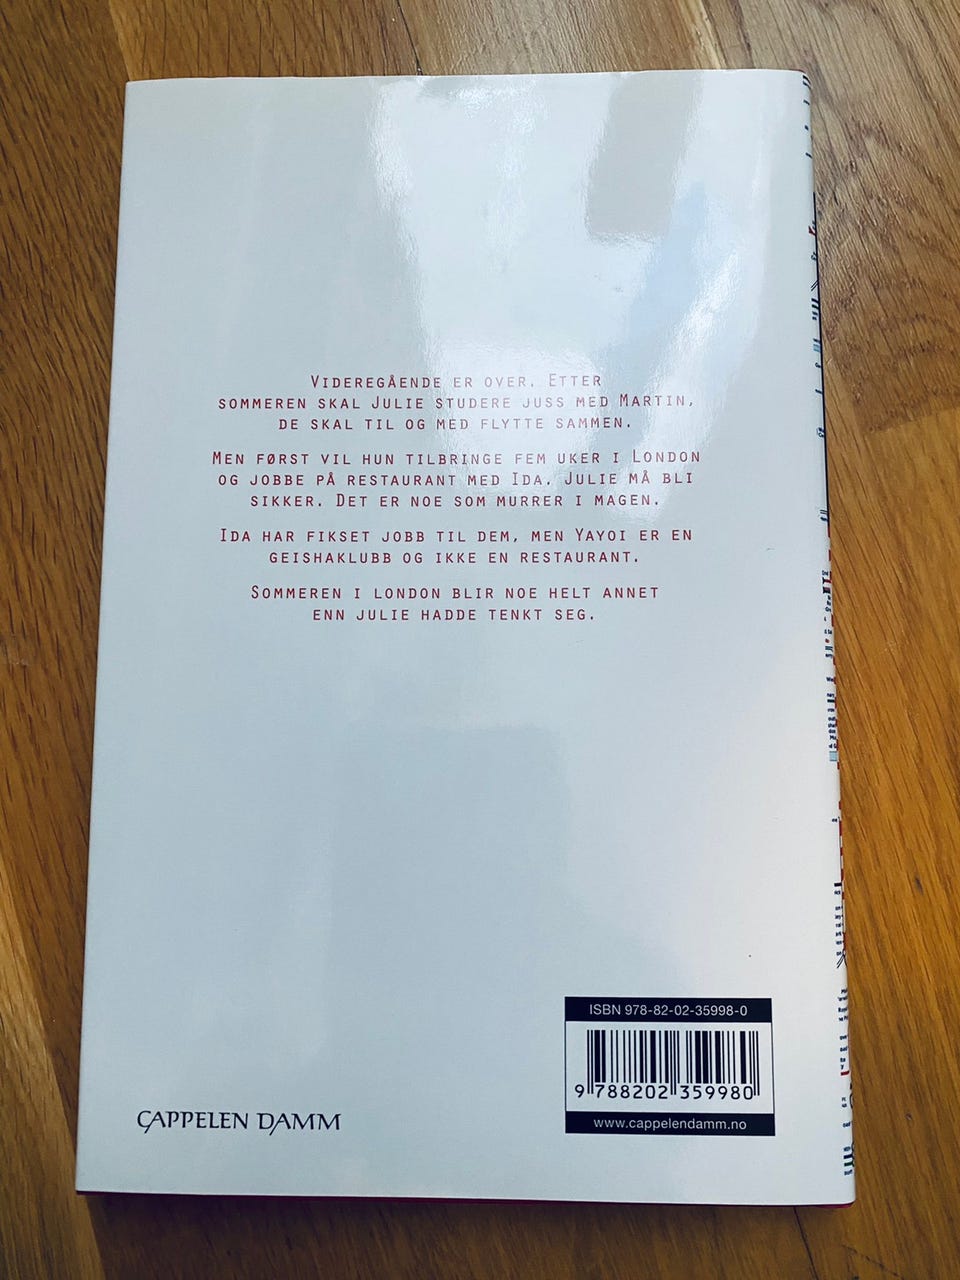 VIDEREGÅENDE ER OVER. ETTER
SOMMEREN SKAL JULIE STUDERE JUSS MED MARTIN,
DE SKAL TIL OG MED FLYTTE SAMMEN.
MEN FØRST VIL HUN TILBRINGE FEM UKER I LONDON
OG JOBBE PÅ RESTAURANT MED IDA. JULIE MÅ BLI
SIKKER. DET ER NOE SOM MURRER I MAGEN.
IDA HAR FIKSET JOBB TIL DEM, MEN YAYOI ER EN
GEISHAKLUBB OG IKKE EN RESTAURANT.
SOMMEREN I LONDON BLIR NOE HELT ANNET
ENN JULIE HADDE TENKT SEG.
ISBN 978-82-02-35998-0
9 788202 359980
www.cappelendamm.no
CAPPELEN DAMM